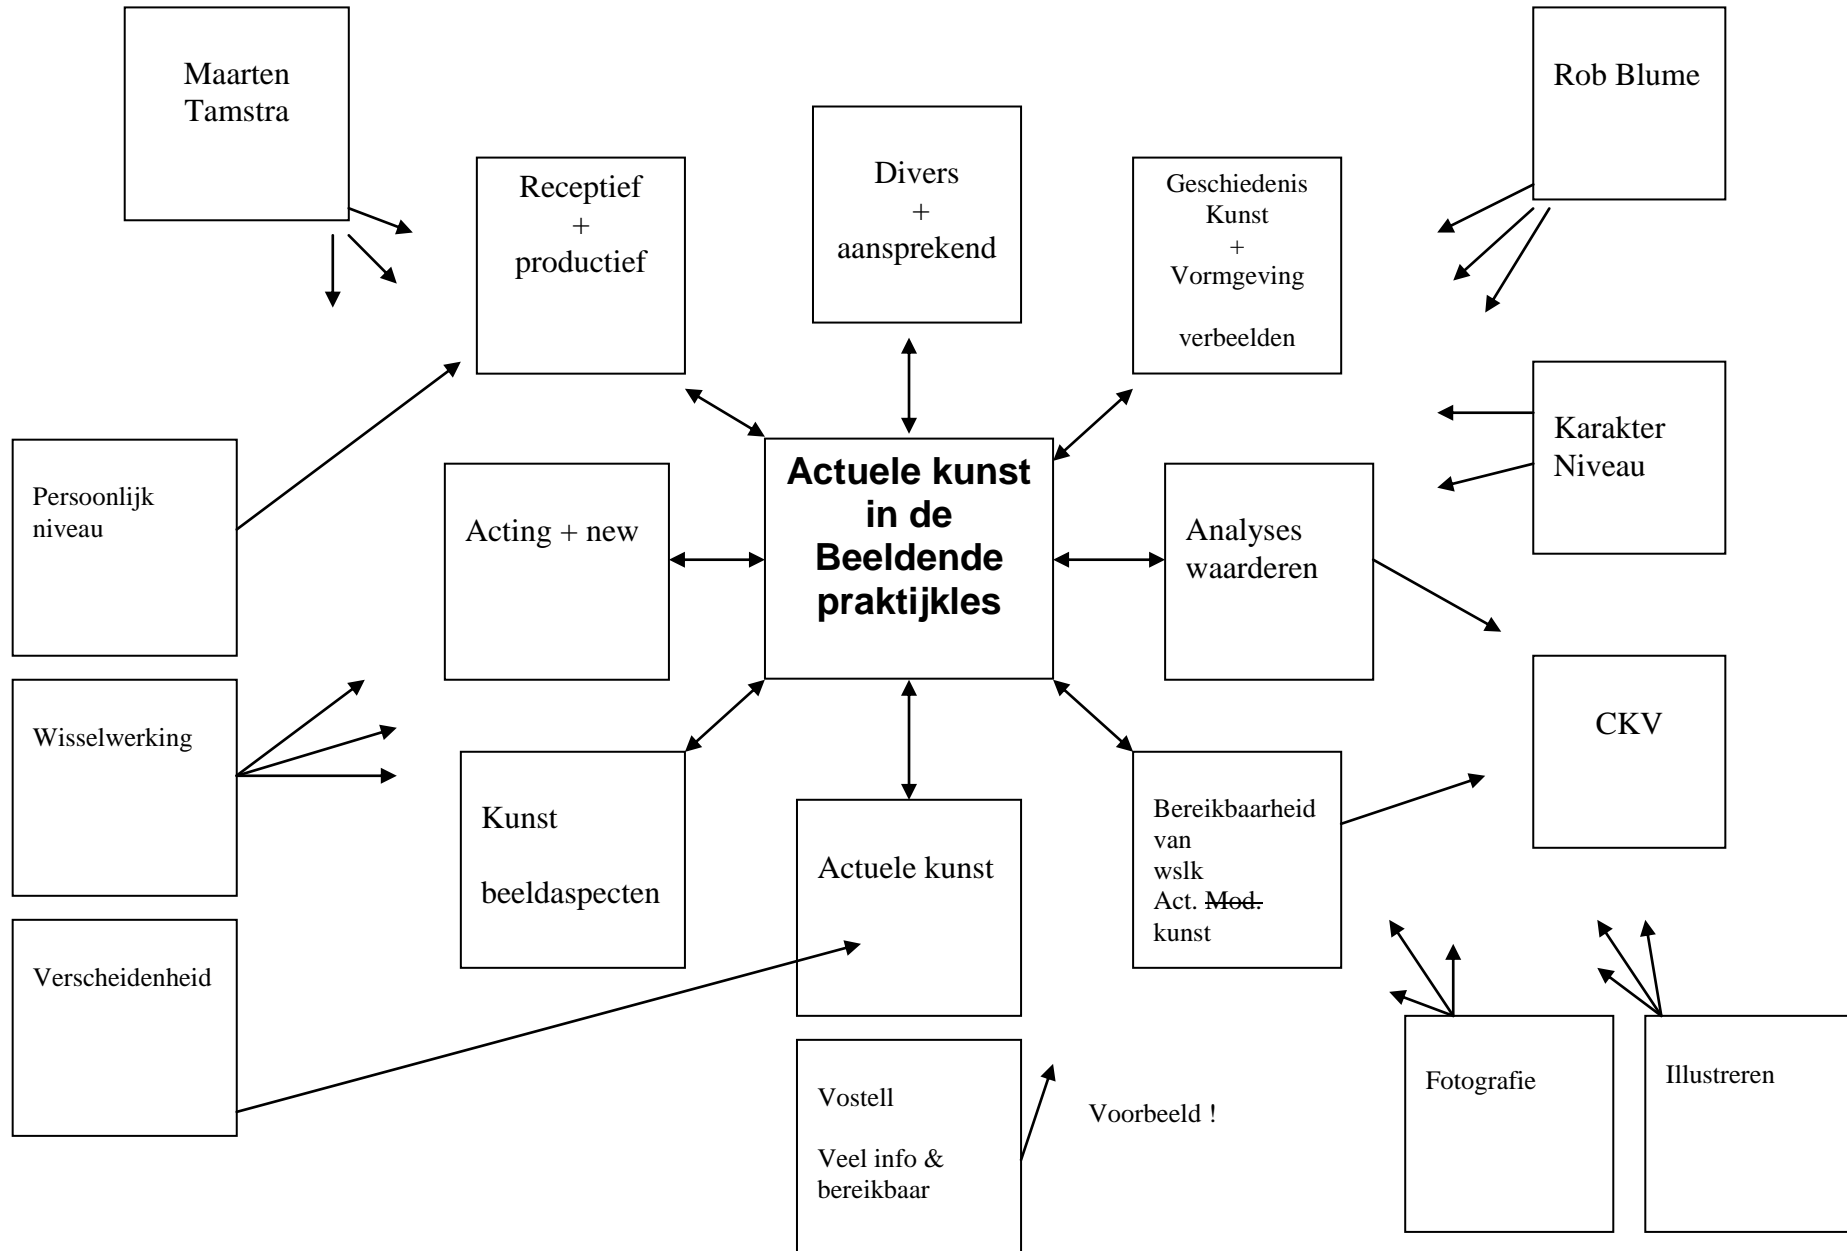 Maarten
Tamstra
Rob Blume
Receptief
+
productief
Divers
+
aansprekend
Geschiedenis
Kunst
+
Vormgeving
verbeelden
Karakter
Niveau
Persoonlijk
niveau
Acting + new
Actuele kunst
in de
Beeldende
praktijkles
Analyses
waarderen
Wisselwerking
CKV
Kunst
beeldaspecten
Actuele kunst
Bereikbaarheid
van
wslk
Act. Mod.
kunst
Verscheidenheid
Vostell
Veel info &
bereikbaar
Voorbeeld !
Fotografie
Illustreren